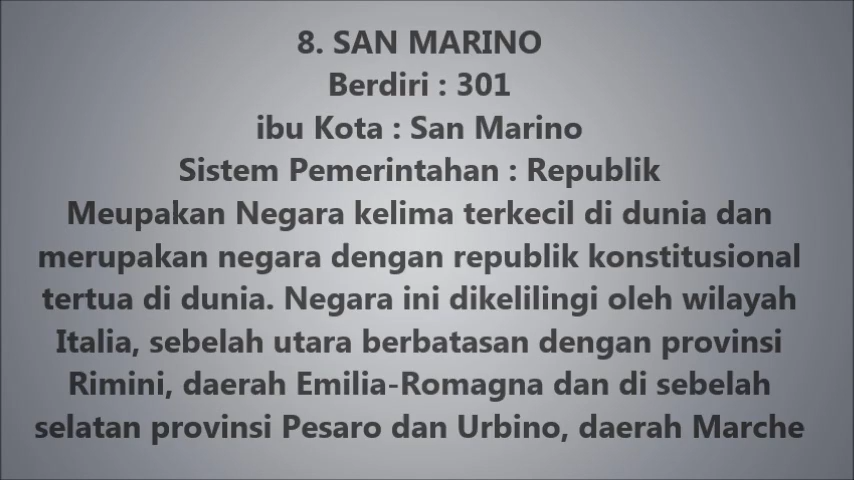 8. SAN MARINO
Berdiri : 301
ibu Kota : San Marino
Sistem Pemerintahan : Republik
Meupakan Negara kelima terkecil di dunia dan
merupakan negara dengan republik konstitusional
tertua di dunia. Negara ini dikelilingi oleh wilayah
Italia, sebelah utara berbatasan dengan provinsi
Rimini, daerah Emilia-Romagna dan di sebelah
selatan provinsi Pesaro dan Urbino, daerah Marche